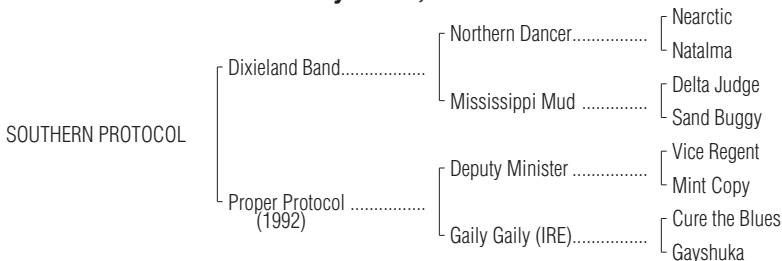 Nearctic
Northern Dancer................
Natalma
Dixieland Band..................
Delta Judge
Mississippi Mud ..............
Sand Buggy
SOUTHERN PROTOCOL
Vice Regent
Deputy Minister ................
Mint Copy
Proper Protocol ................
(1992)
Cure the Blues
Gaily Gaily (IRE)................
Gayshuka